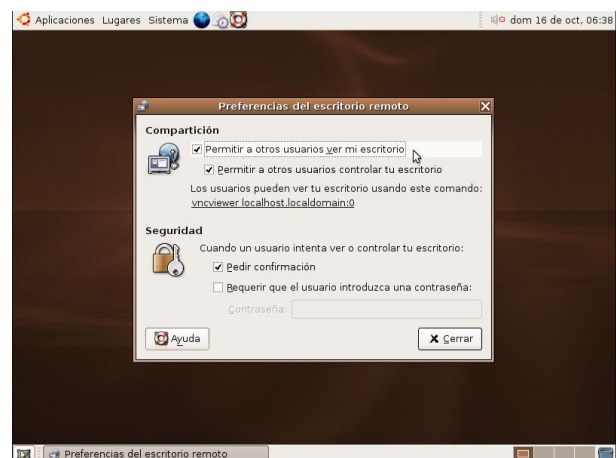 Aplicaciones Lugares Sistema
dom 16 de oct, 06:38
Preferencias del escritorio remoto
Compartición
Permitir a otros usuarios ver mi escritorio
Permitir a otros usuarios controlar tu escritorio
Los usuarios pueden ver tu escritorio usando este comando:
vncviewer localhost.localdomain:0
Seguridad
Cuando un usuario intenta ver o controlar tu escritorio:
Pedir confirmación
Requerir que el usuario introduzca una contraseña:
Contraseña:
Ayuda
Cerrar
Preferencias del escritorio remoto